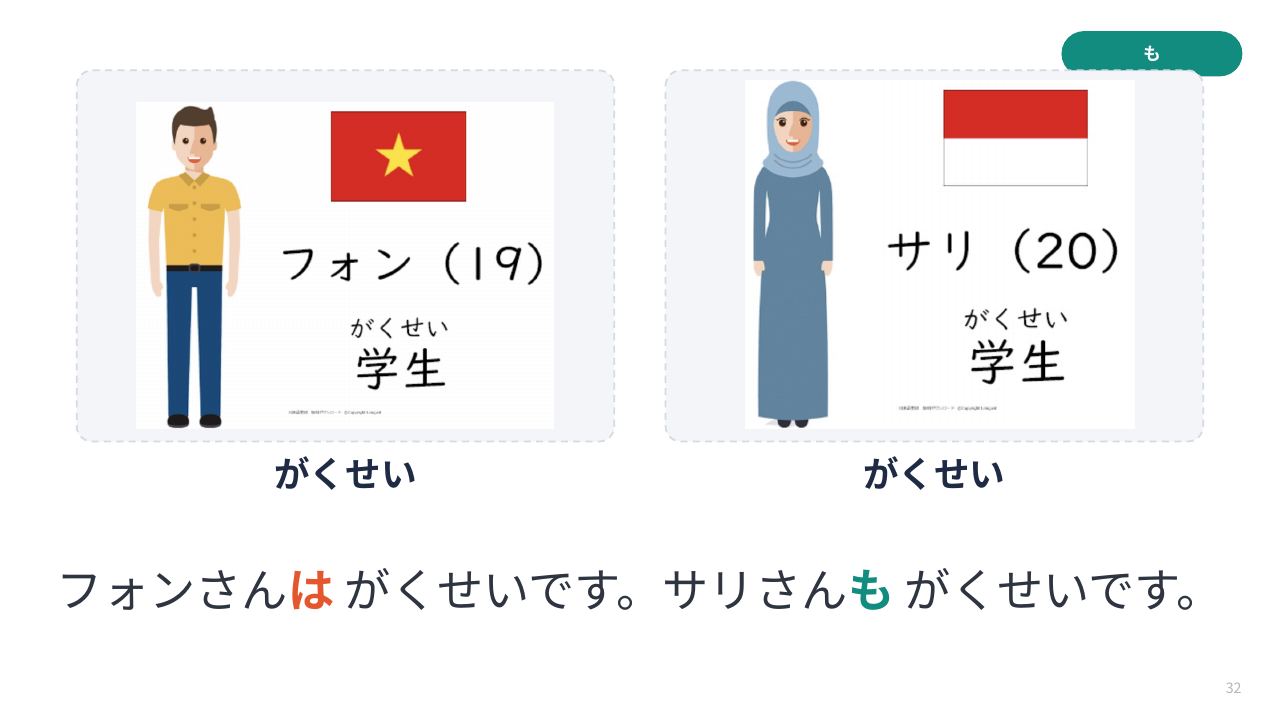 も
フォン（19）
がくせい
学生
サリ（20）
がくせい
学生
がくせい
がくせい
フォンさんは がくせいです。サリさんも がくせいです。
32